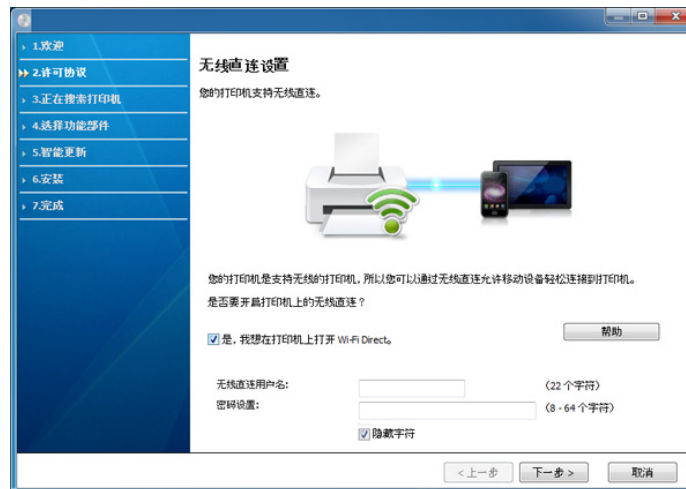 1.欢迎
2.许可协议
3.正在搜索打印机
4.选择功能部件
5.智能更新
6.安装
7.完成
无线直连设置
您的打印机支持无线直连。
您的打印机是支持无线的打印机，所以您可以通过无线直连允许移动设备轻松连接到打印机。
是否要开启打印机上的无线直连？
是，我想在打印机上打开 Wi-Fi Direct。
帮助
无线直连用户名： （22 个字符）
密码设置： （8 - 64 个字符）
隐藏字符
<上一步 下一步> 取消